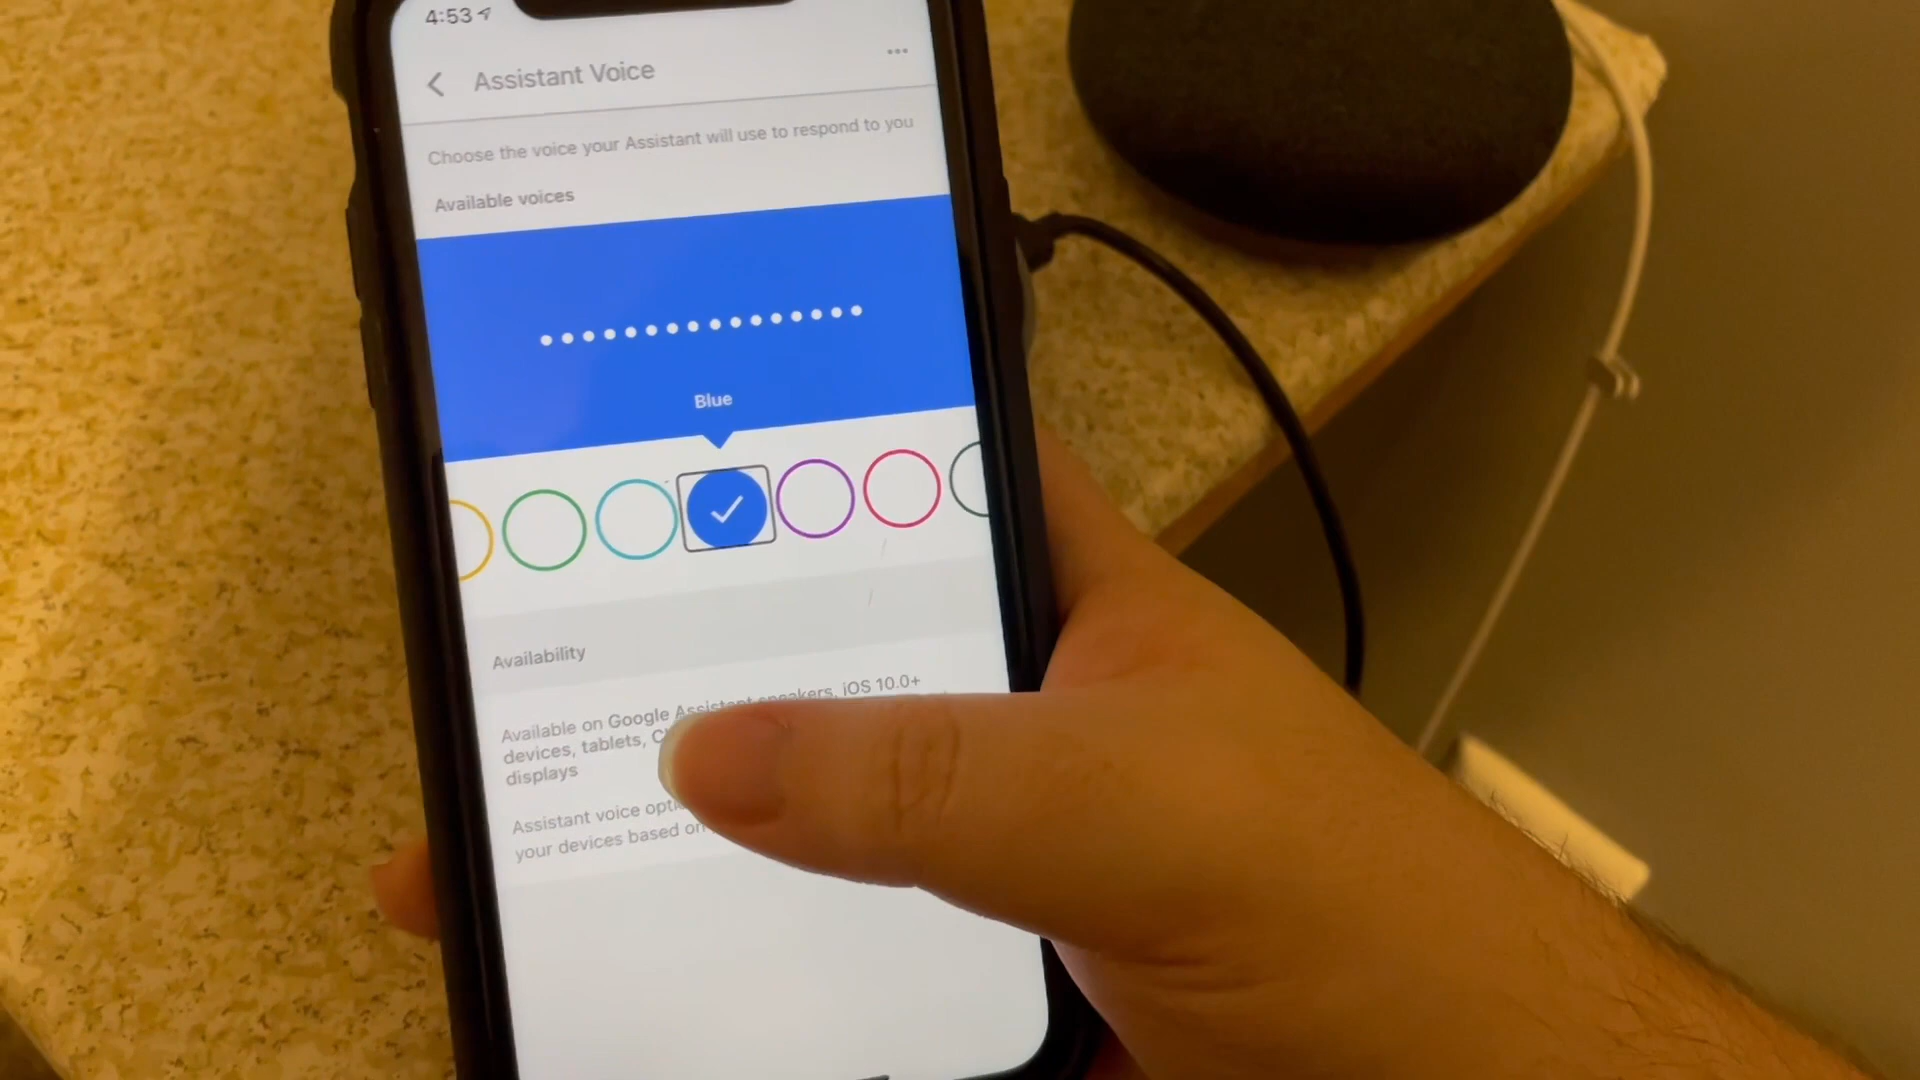 4:53
Assistant Voice
Choose the voice your Assistant will use to respond to you
Available voices
Blue
Availability
Available on Google Assistant speakers, iOS 10.0+
devices, tablets,
displays
Assistant voice
your devices based on